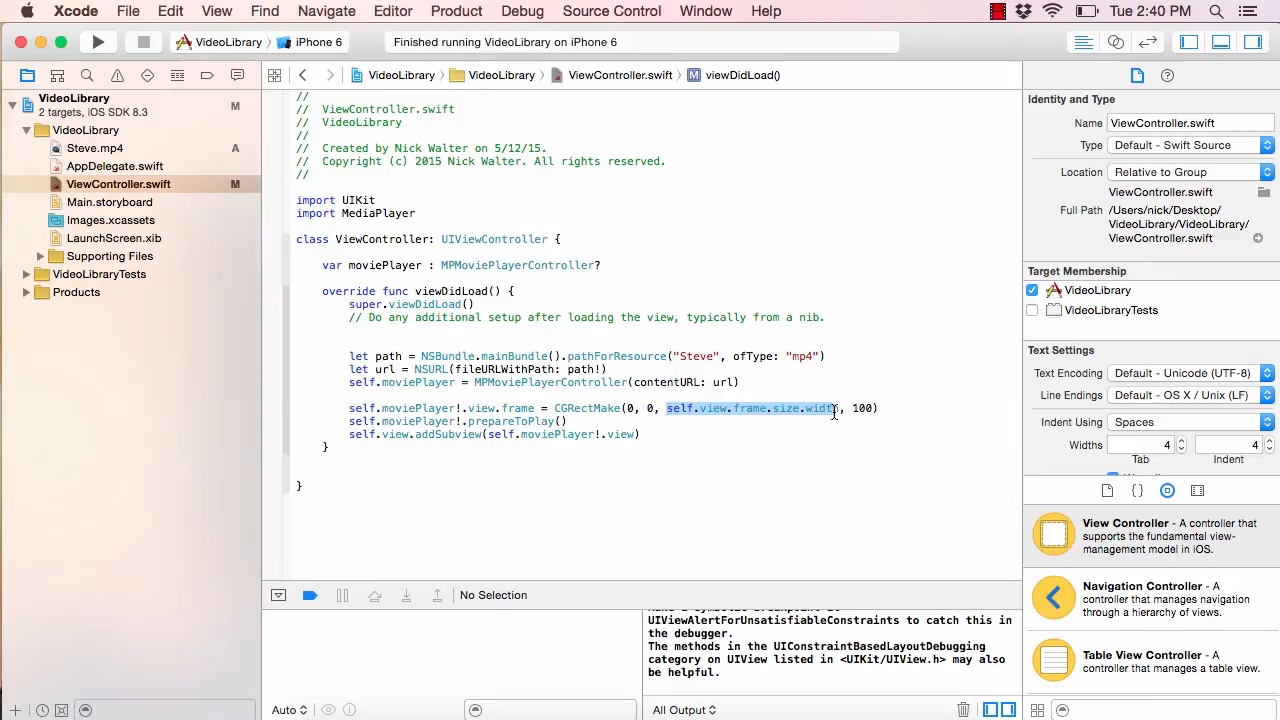 Xcode File Edit View Find Navigate Editor Product Debug Source Control Window Help Tue 2:40 PM
VideoLibrary iPhone 6 Finished running VideoLibrary on iPhone 6
VideoLibrary VideoLibrary ViewController.swift M viewDidLoad()
VideoLibrary M
2 targets, iOS SDK 8.3
VideoLibrary
Steve.mp4 A
AppDelegate.swift
ViewController.swift M
Main.storyboard
Images.xcassets
LaunchScreen.xib
Supporting Files
VideoLibraryTests
Products
//
// ViewController.swift
// VideoLibrary
//
// Created by Nick Walter on 5/12/15.
// Copyright (c) 2015 Nick Walter. All rights reserved.
//
import UIKit
import MediaPlayer
class ViewController: UIViewController {
var moviePlayer : MPMoviePlayerController?
override func viewDidLoad() {
super.viewDidLoad()
// Do any additional setup after loading the view, typically from a nib.
let path = NSBundle.mainBundle().pathForResource("Steve", ofType: "mp4")
let url = NSURL(fileURLWithPath: path!)
self.moviePlayer = MPMoviePlayerController(contentURL: url)
self.moviePlayer!.view.frame = CGRectMake(0, 0, self.view.frame.size.width, 100)
self.moviePlayer!.prepareToPlay()
self.view.addSubview(self.moviePlayer!.view)
}
}
No Selection
UIViewAlertForUnsatisfiableConstraints to catch this in
the debugger.
The methods in the UIConstraintBasedLayoutDebugging
category on UIView listed in <UIKit/UIView.h> may also
be helpful.
Auto
All Output
Identity and Type
Name ViewController.swift
Type Default - Swift Source
Location Relative to Group
ViewController.swift
Full Path /Users/nick/Desktop/
VideoLibrary/VideoLibrary/
ViewController.swift
Target Membership
VideoLibrary
VideoLibraryTests
Text Settings
Text Encoding Default - Unicode (UTF-8)
Line Endings Default - OS X / Unix (LF)
Indent Using Spaces
Widths 4 4
Tab Indent
View Controller - A controller that
supports the fundamental view-
management model in iOS.
Navigation Controller - A
controller that manages navigation
through a hierarchy of views.
Table View Controller - A
controller that manages a table view.